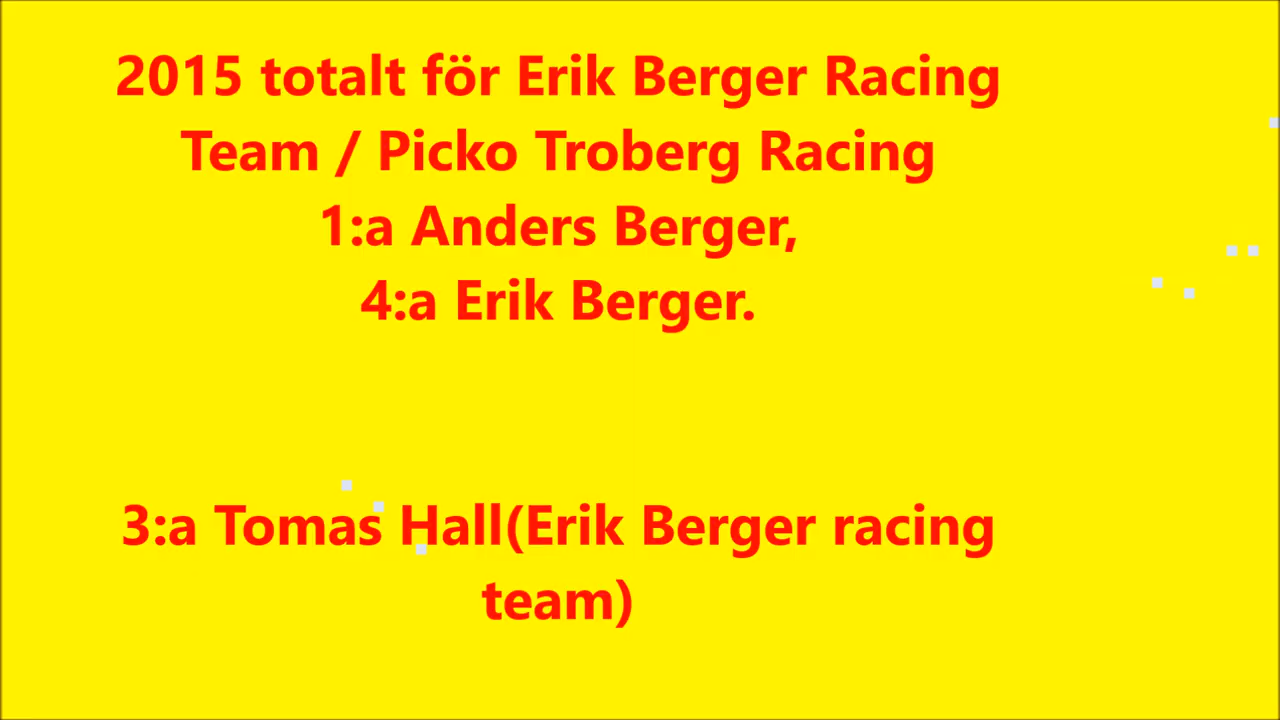 2015 totalt för Erik Berger Racing
Team / Picko Troberg Racing
1:a Anders Berger,
4:a Erik Berger.
3:a Tomas Hall(Erik Berger racing
team)